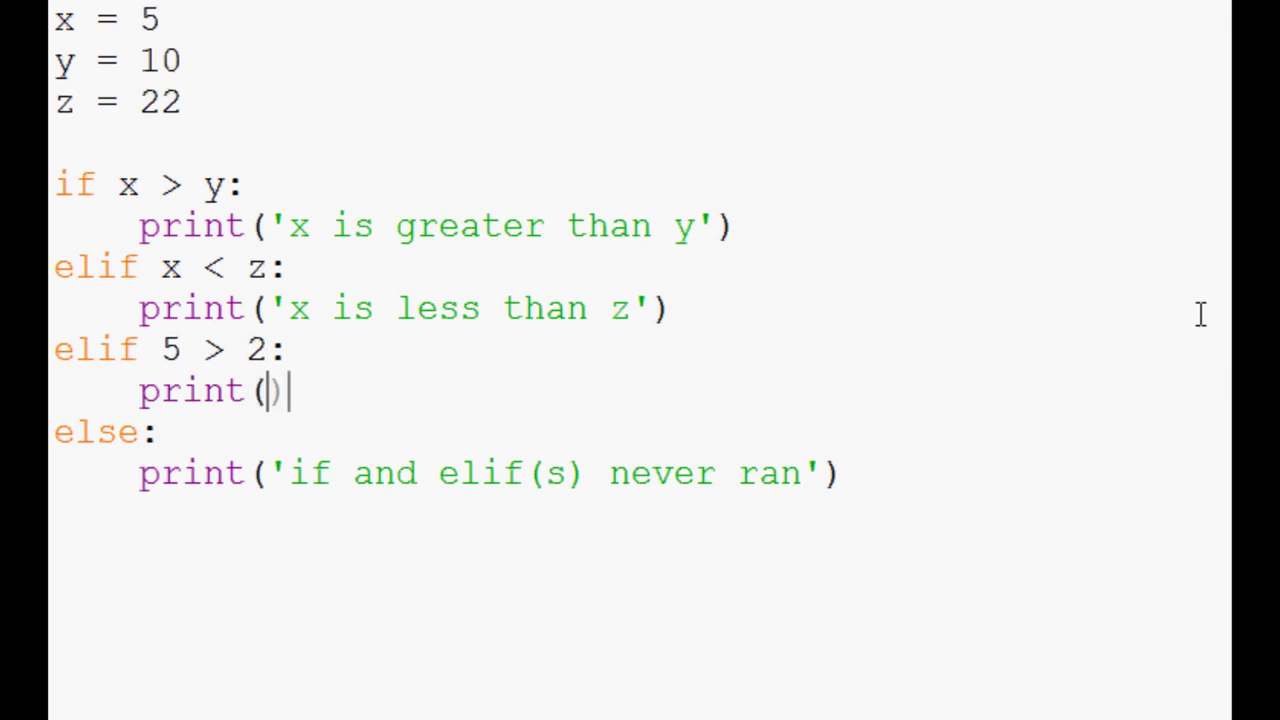 x = 5
y = 10
z = 22
if x > y:
    print('x is greater than y')
elif x < z:
    print('x is less than z')
elif 5 > 2:
    print()
else:
    print('if and elif(s) never ran')